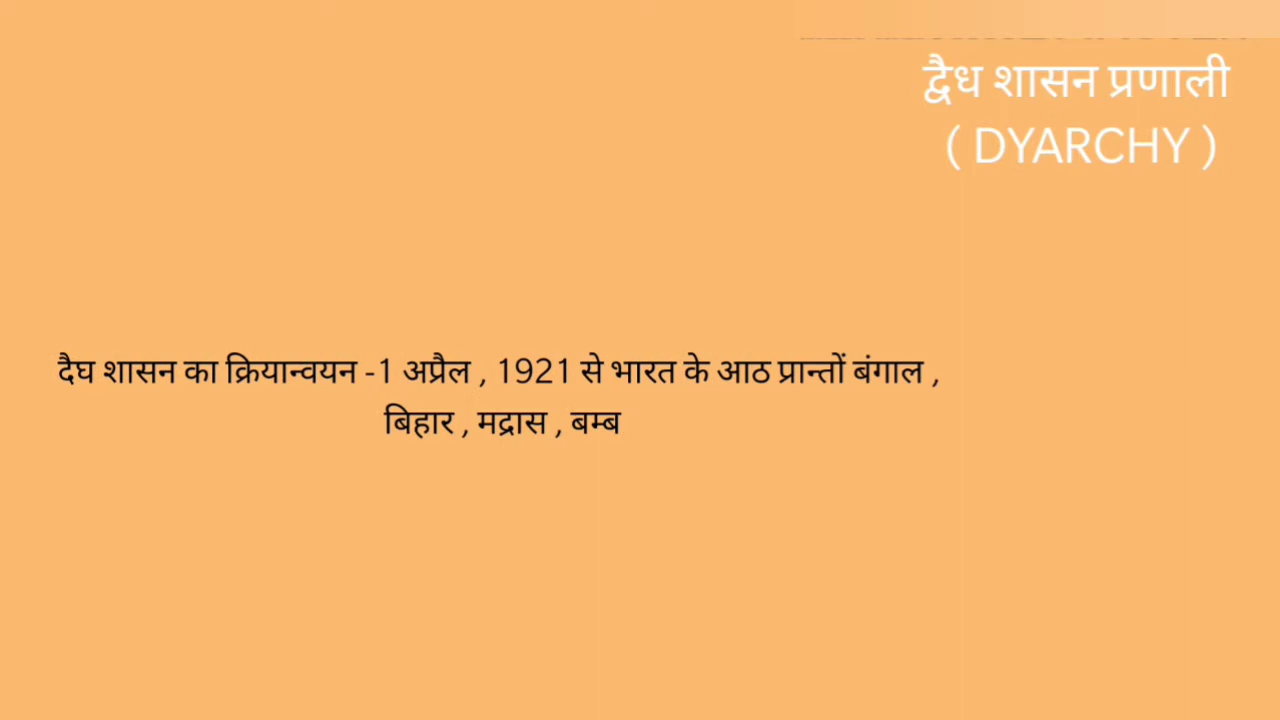 द्वैध शासन प्रणाली
( DYARCHY )
दैघ शासन का क्रियान्वयन -1 अप्रैल , 1921 से भारत के आठ प्रान्तों बंगाल ,
बिहार , मद्रास , बम्ब